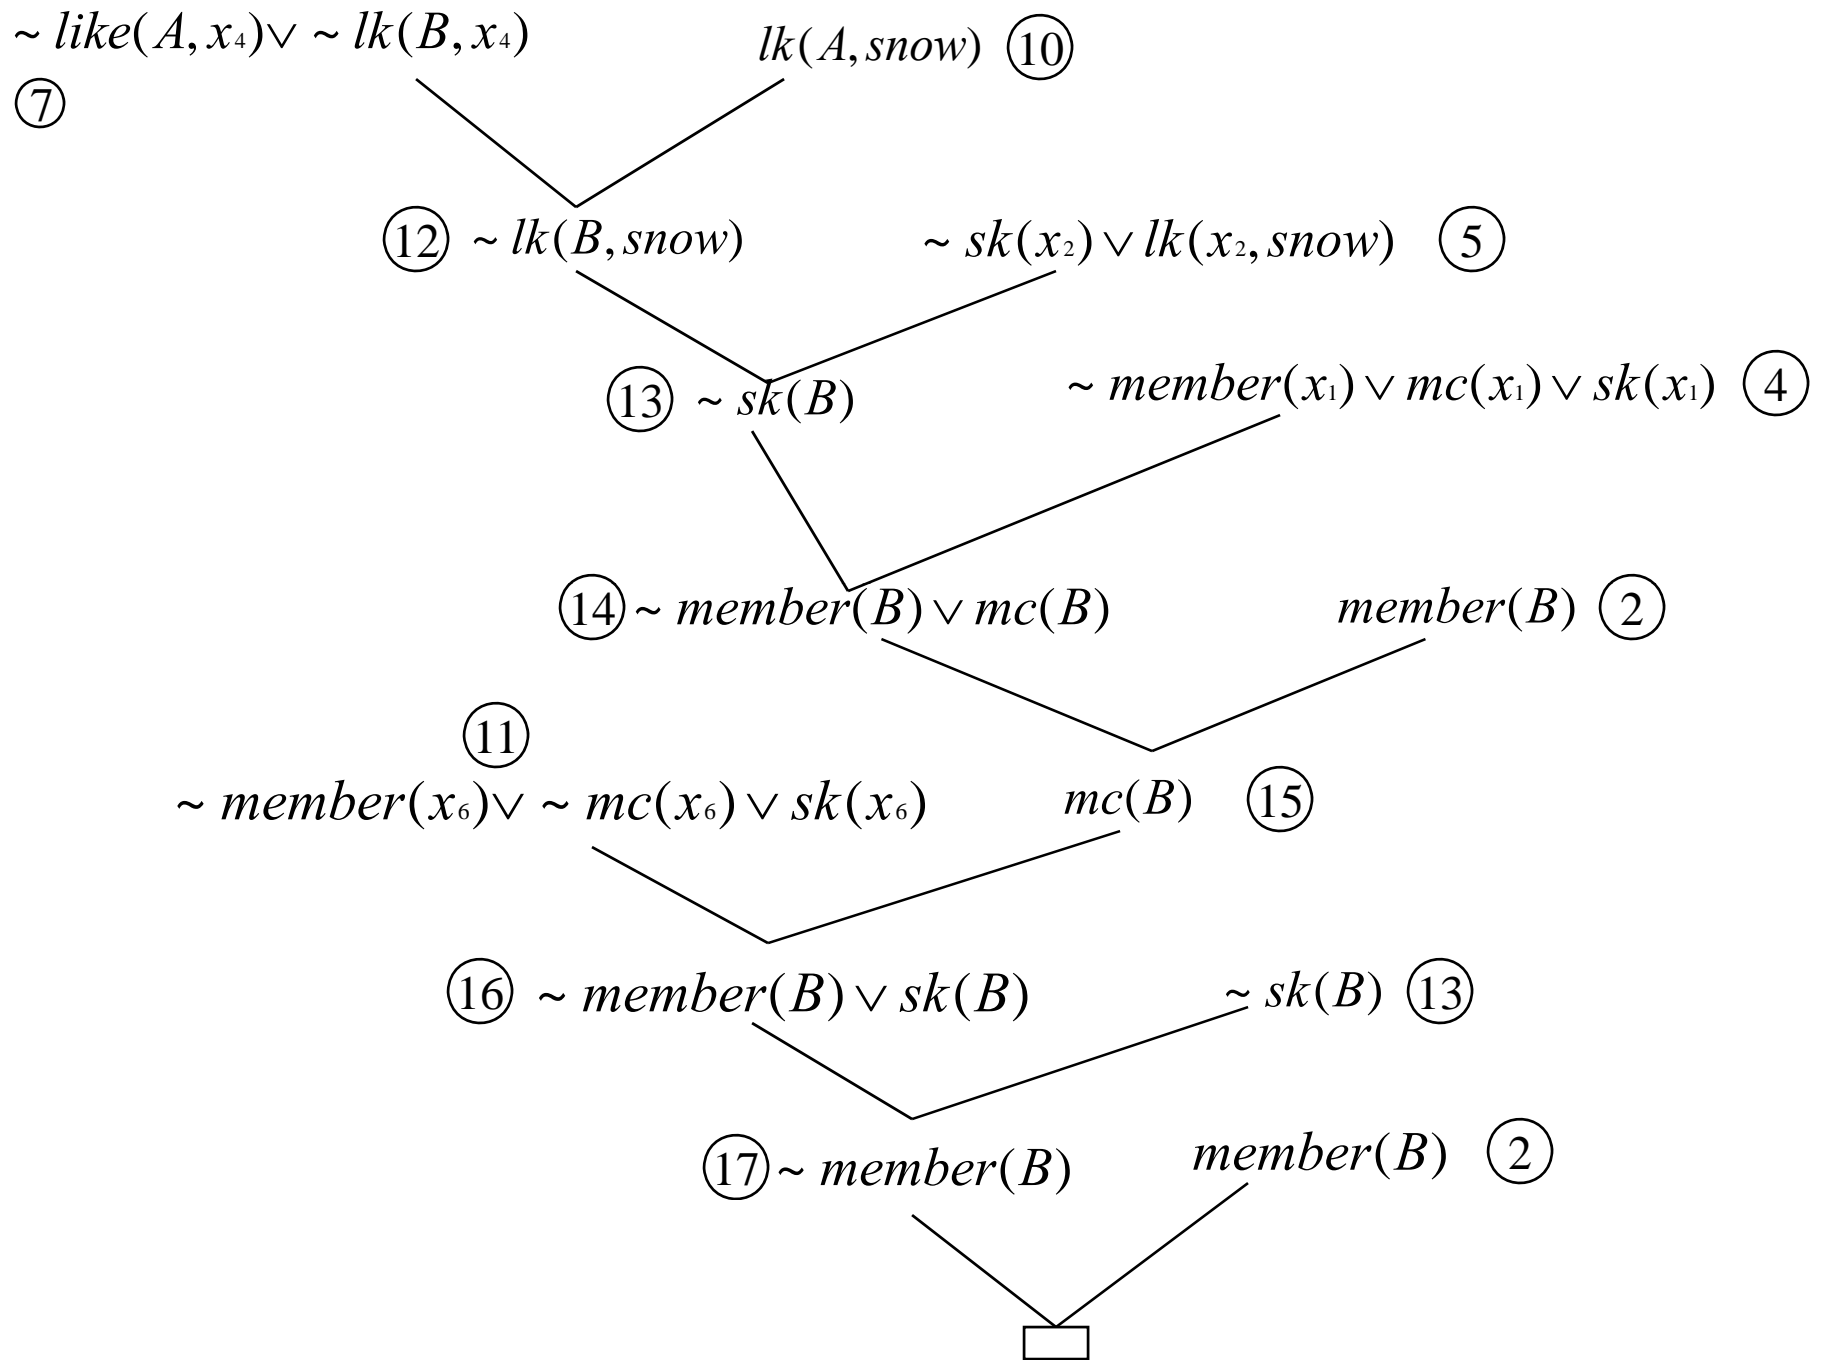 ~ like(A, x₄)∨ ~ lk(B, x₄) lk(A, snow) ⑩
⑦
⑫ ~ lk(B, snow) ~ sk(x₂) ∨ lk(x₂, snow) ⑤
⑬ ~ sk(B) ~ member(x₁) ∨ mc(x₁) ∨ sk(x₁) ④
⑭ ~ member(B) ∨ mc(B) member(B) ②
⑪
~ member(x₆)∨ ~ mc(x₆) ∨ sk(x₆) mc(B) ⑮
⑯ ~ member(B) ∨ sk(B) ~ sk(B) ⑬
⑰ ~ member(B) member(B) ②